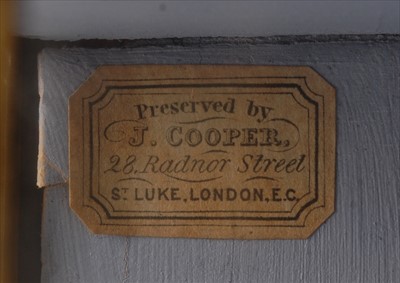 Preserved by
J. COOPER,
28, Radnor Street
ST LUKE, LONDON, E.C.